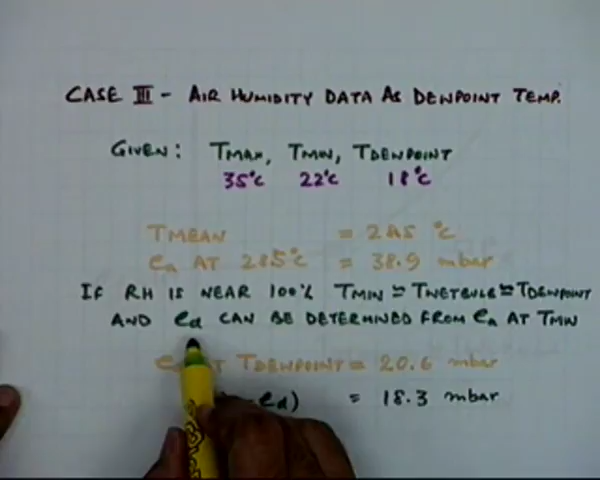 CASE III - AIR HUMIDITY DATA AS DEWPOINT TEMP.
GIVEN: TMAX, TMIN, TDEWPOINT
35°C 22°C 18°C
TMEAN = 28.5 °C
ea AT 28.5°C = 38.9 mbar
IF RH IS NEAR 100% TMIN ≃ TWETBULB ≃ TDEWPOINT
AND ed CAN BE DETERMINED FROM ea AT TMIN
TDEWPOINT = 20.6 mbar
ed) = 18.3 mbar